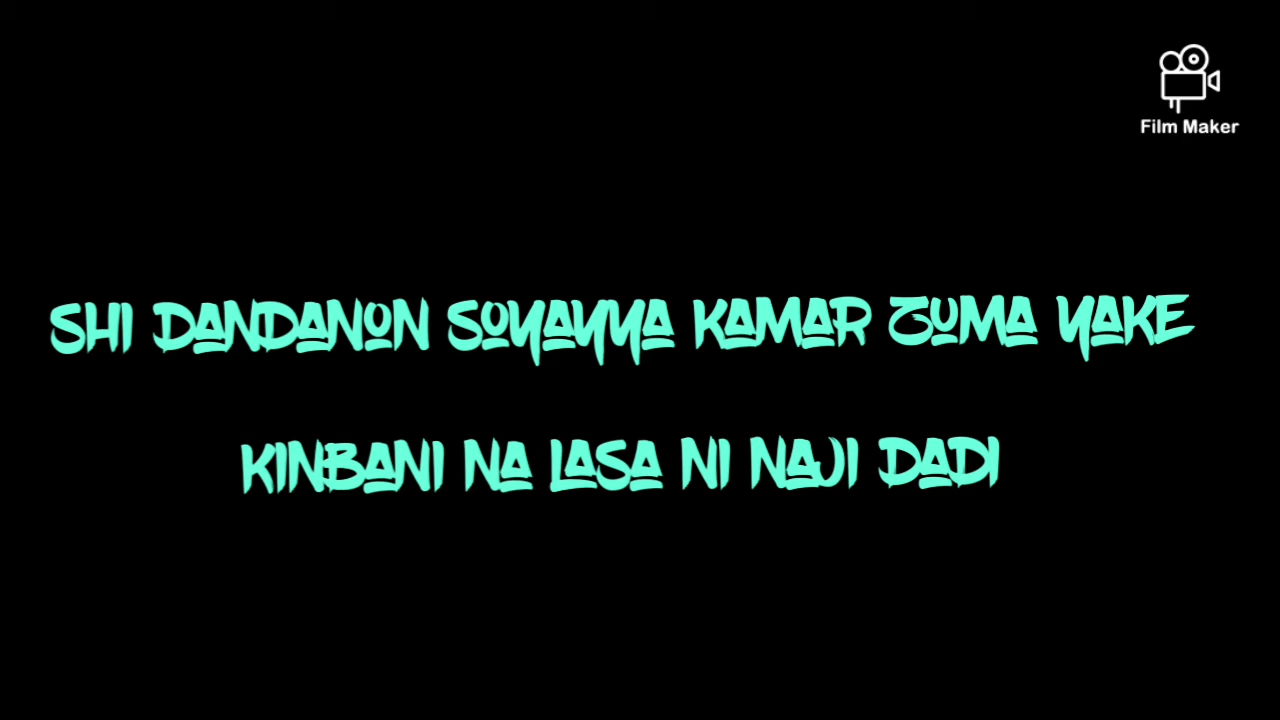 Film Maker
SHI DANDANON SOYAYYA KAMAR ZUMA YAKE
KINBANI NA LASA NI NAJI DADI